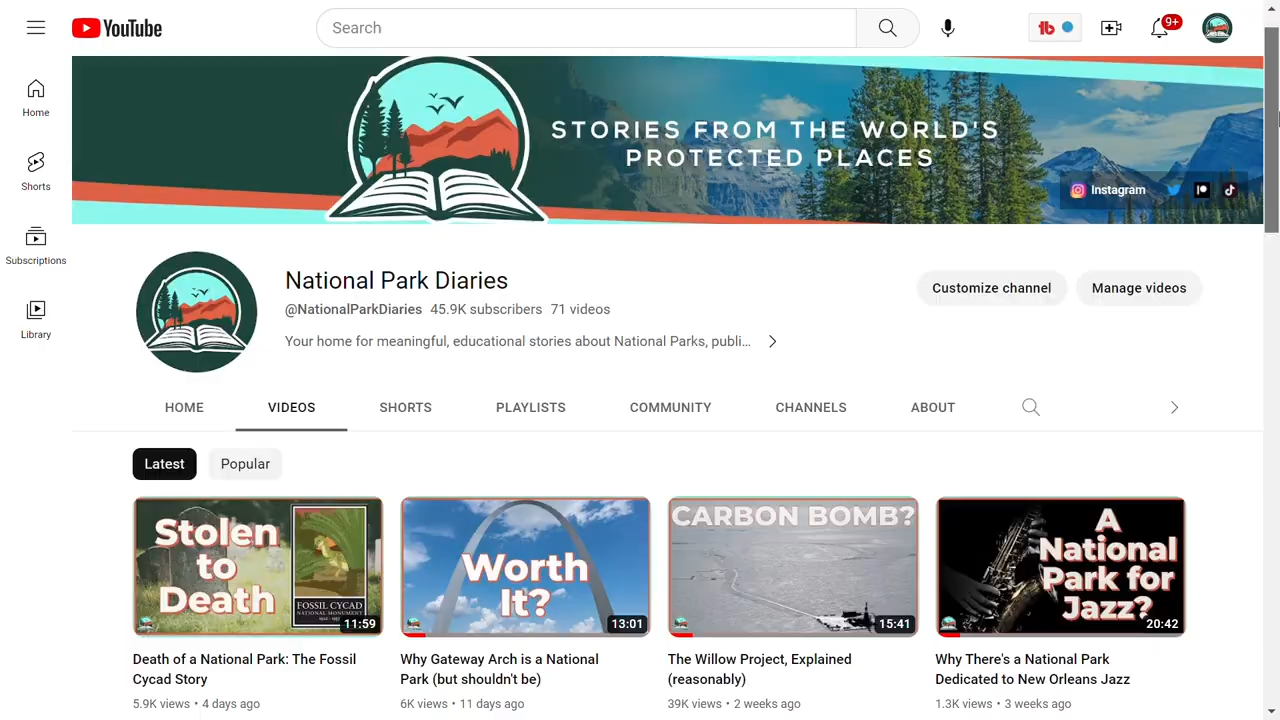 YouTube
Search
9+
Home
Shorts
Subscriptions
Library
STORIES FROM THE WORLD'S
PROTECTED PLACES
Instagram
National Park Diaries
@NationalParkDiaries 45.9K subscribers 71 videos
Your home for meaningful, educational stories about National Parks, publi...
Customize channel
Manage videos
HOME VIDEOS SHORTS PLAYLISTS COMMUNITY CHANNELS ABOUT
Latest Popular
Stolen
to
Death
FOSSIL CYCAD
NATIONAL MONUMENT
11:59
Worth
It?
13:01
CARBON BOMB?
15:41
A
National
Park for
Jazz?
20:42
Death of a National Park: The Fossil
Cycad Story
5.9K views • 4 days ago
Why Gateway Arch is a National
Park (but shouldn't be)
6K views • 11 days ago
The Willow Project, Explained
(reasonably)
39K views • 2 weeks ago
Why There's a National Park
Dedicated to New Orleans Jazz
1.3K views • 3 weeks ago